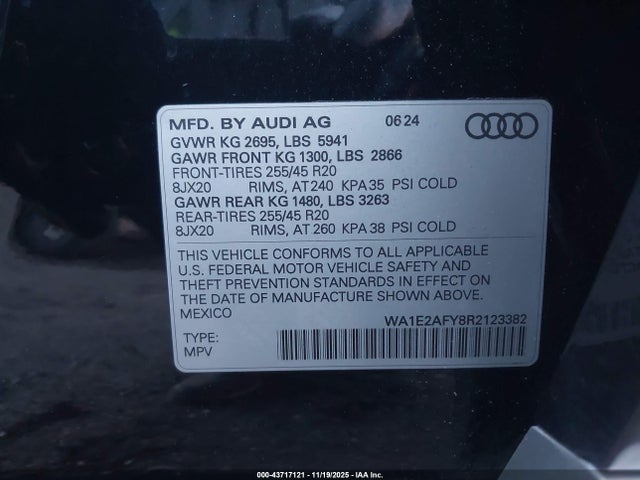 MFD. BY AUDI AG 06 24
GVWR KG 2695, LBS 5941
GAWR FRONT KG 1300, LBS 2866
FRONT-TIRES 255/45 R20
8JX20 RIMS, AT 240 KPA 35 PSI COLD
GAWR REAR KG 1480, LBS 3263
REAR-TIRES 255/45 R20
8JX20 RIMS, AT 260 KPA 38 PSI COLD
THIS VEHICLE CONFORMS TO ALL APPLICABLE
U.S. FEDERAL MOTOR VEHICLE SAFETY AND
THEFT PREVENTION STANDARDS IN EFFECT ON
THE DATE OF MANUFACTURE SHOWN ABOVE.
MEXICO
WA1E2AFY8R2123382
TYPE:
MPV
000-43717121 - 11/19/2025 - IAA Inc.